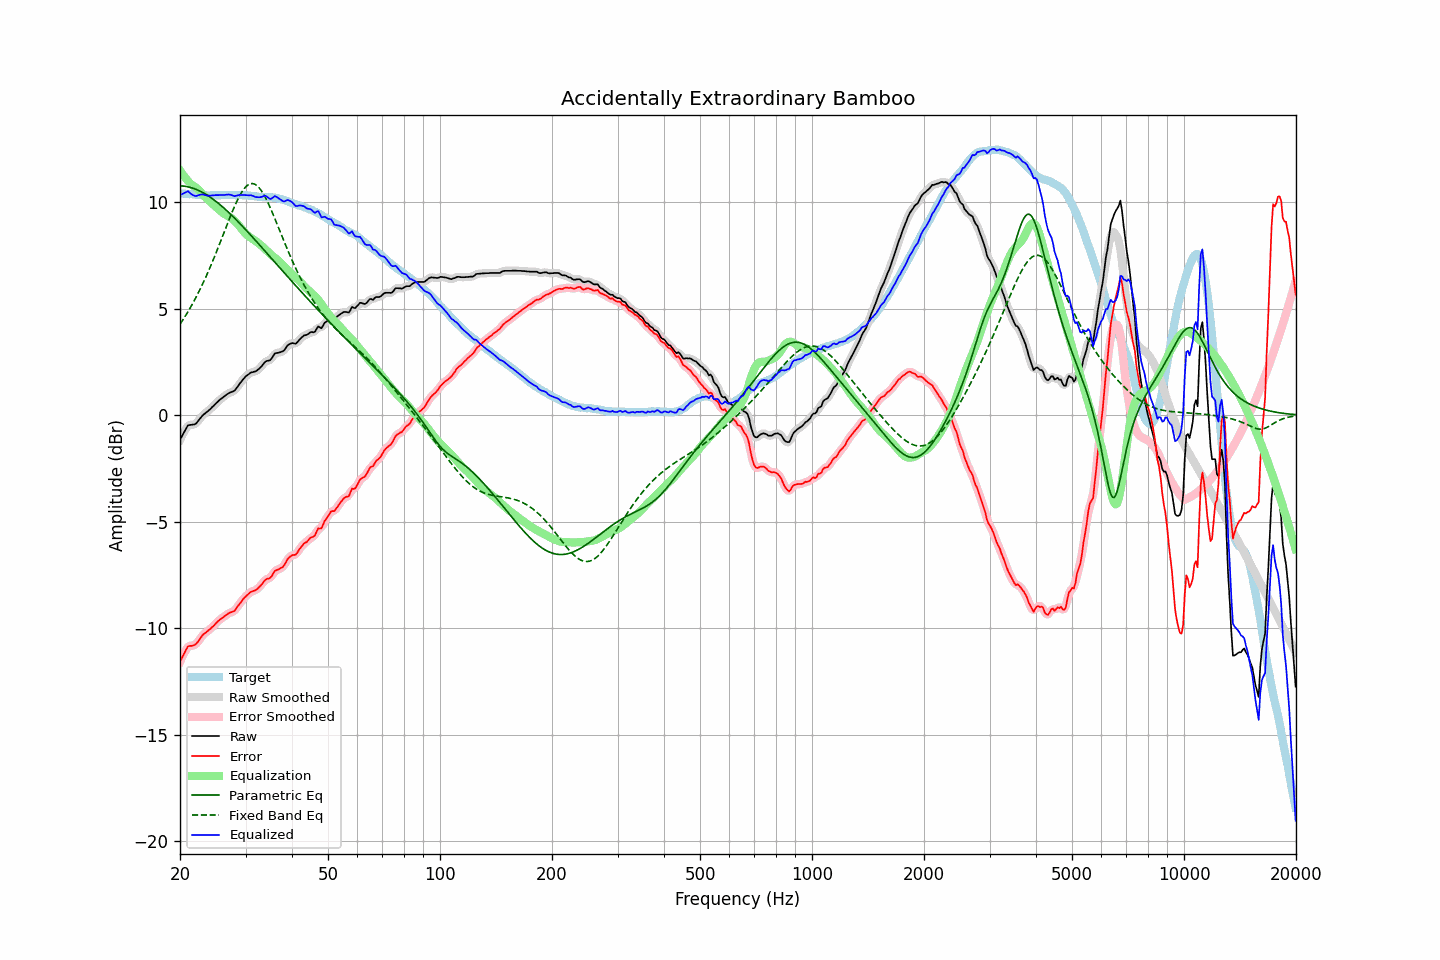 Accidentally Extraordinary Bamboo
Amplitude (dBr)
10
5
0
−5
−10
−15
−20
Target
Raw Smoothed
Error Smoothed
Raw
Error
Equalization
Parametric Eq
Fixed Band Eq
Equalized
20 50 100 200 500 1000 2000 5000 10000 20000
Frequency (Hz)